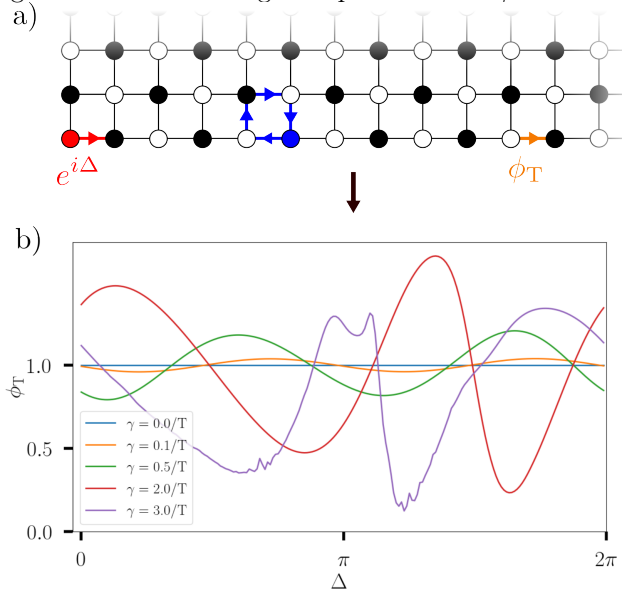 a)
e^{iΔ}
ϕ_T
b)
ϕ_T
1.0
0.5
0.0
γ = 0.0/T
γ = 0.1/T
γ = 0.5/T
γ = 2.0/T
γ = 3.0/T
0
π
2π
Δ